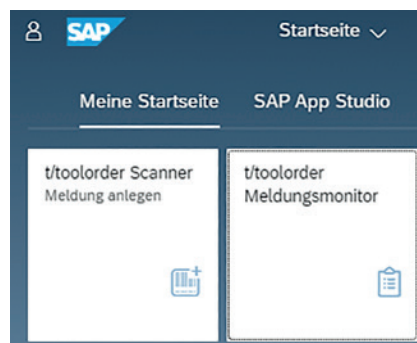 SAP Startseite
Meine Startseite SAP App Studio
t/toolorder Scanner
Meldung anlegen
t/toolorder
Meldungsmonitor